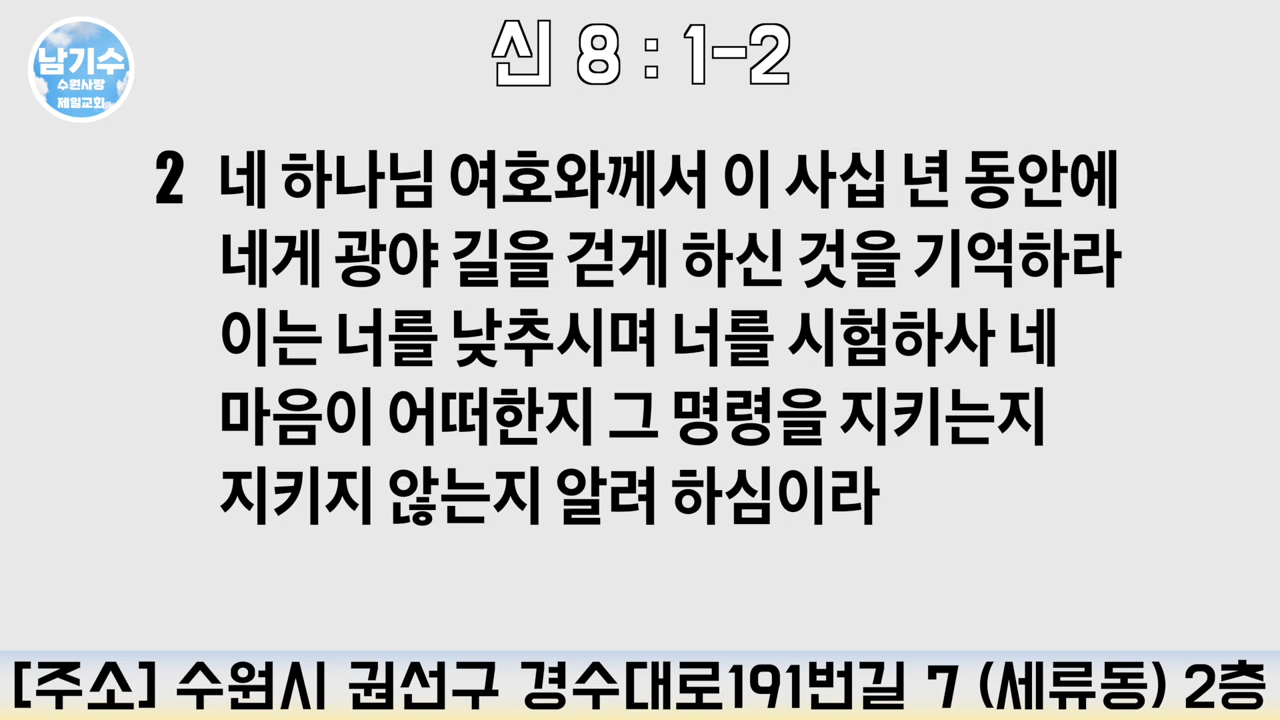 남기수
수원사랑
제일교회
신 8 : 1-2
2 네 하나님 여호와께서 이 사십 년 동안에
네게 광야 길을 걷게 하신 것을 기억하라
이는 너를 낮추시며 너를 시험하사 네
마음이 어떠한지 그 명령을 지키는지
지키지 않는지 알려 하심이라
[주소] 수원시 권선구 경수대로191번길 7 (세류동) 2층